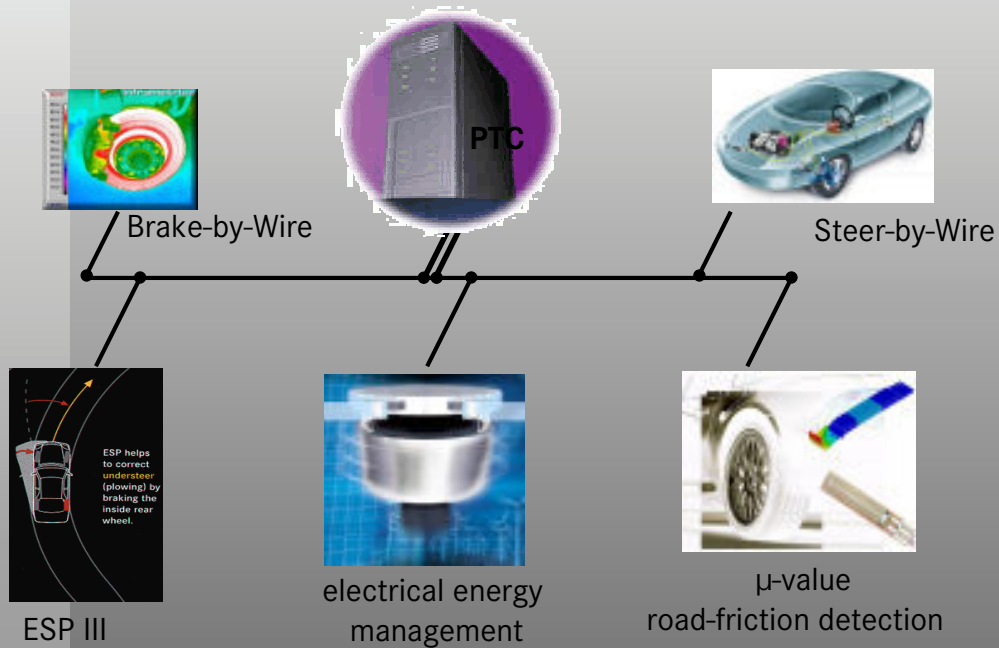 PTC
Brake-by-Wire
Steer-by-Wire
ESP helps
to correct
understeer
(plowing) by
braking the
inside rear
wheel.
ESP III
electrical energy
management
µ-value
road-friction detection